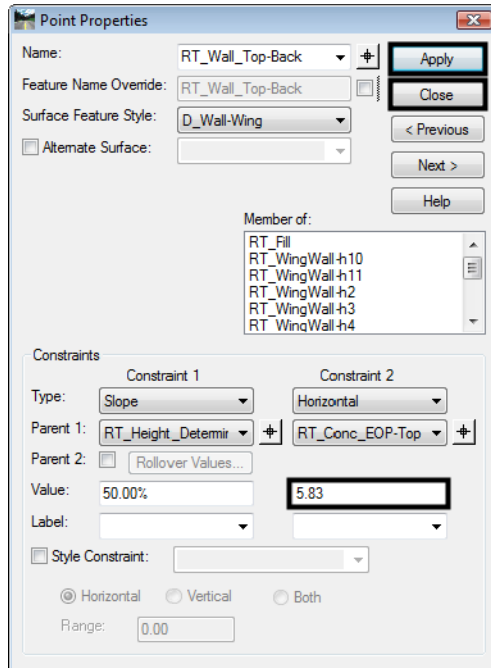 Point Properties
Name: RT_Wall_Top-Back
Apply
Feature Name Override: RT_Wall_Top-Back
Close
Surface Feature Style: D_Wall-Wing
< Previous
Alternate Surface:
Next >
Help
Member of:
RT_Fill
RT_WingWall-h10
RT_WingWall-h11
RT_WingWall-h2
RT_WingWall-h3
RT_WingWall-h4
Constraints
Constraint 1 Constraint 2
Type: Slope Horizontal
Parent 1: RT_Height_Determir RT_Conc_EOP-Top
Parent 2: Rollover Values...
Value: 50.00% 5.83
Label:
Style Constraint:
Horizontal Vertical Both
Range: 0.00